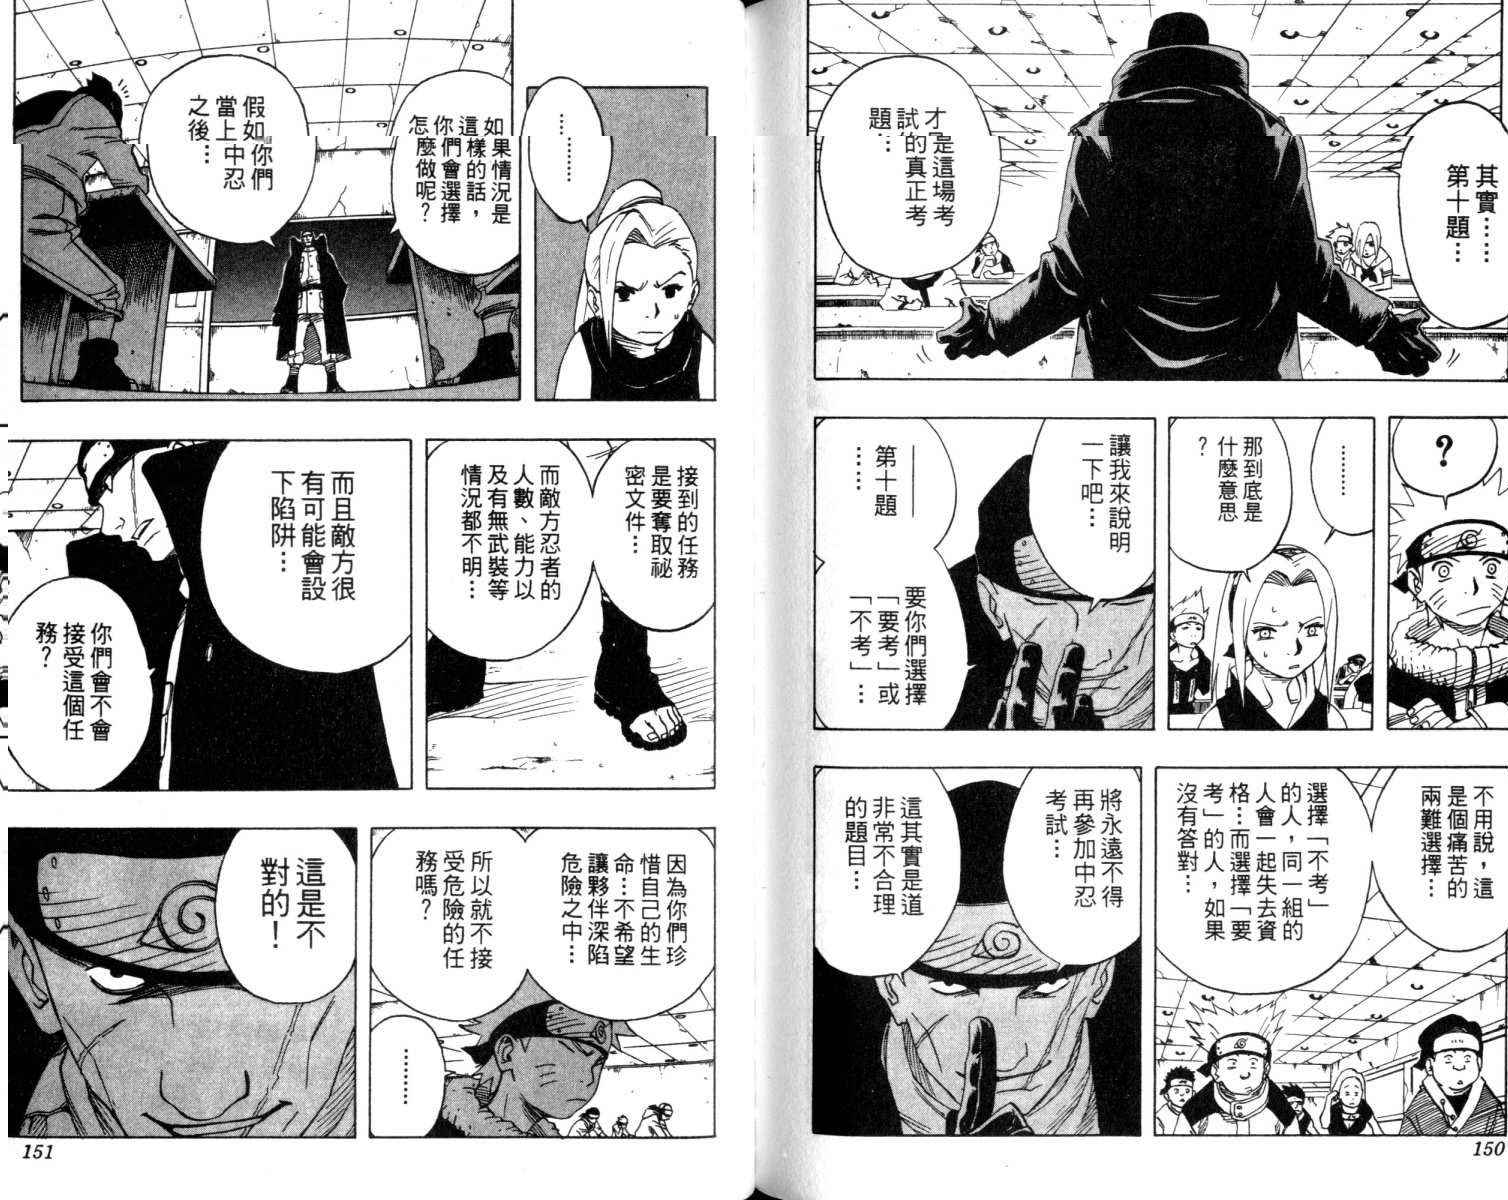 其實……
第十題…
才是這場考
試的真正考
題…
？
………
那到底是
什麼意思
？
讓我來說明
一下吧…
——
第十題
……
要你們選擇
「要考」或
「不考」…
不用說，這
是個痛苦的
兩難選擇…
選擇「不考」
的人，同一組的
人會一起失去資
格…而選擇「要
考」的人，如果
沒有答對…
將永遠不得
再參加中忍
考試…
這其實是道
非常不合理
的題目…
150
………
如果情況是
這樣的話，
你們會選擇
怎麼做呢？
假如你們
當上中忍
之後…
接到的任務
是要奪取祕
密文件…
而敵方忍者的
人數、能力以
及有無武裝等
情況都不明…
而且敵方很
有可能會設
下陷阱…
你們會不會
接受這個任
務？
因為你們珍
惜自己的生
命…不希望
讓夥伴深陷
危險之中…
所以就不接
受危險的任
務嗎？
………
這是不
對的！
151